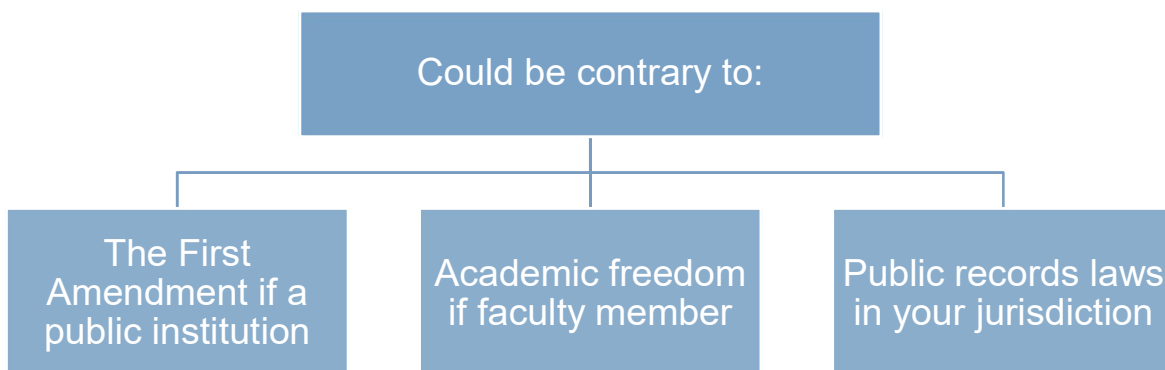 Could be contrary to:
The First
Amendment if a
public institution
Academic freedom
if faculty member
Public records laws
in your jurisdiction